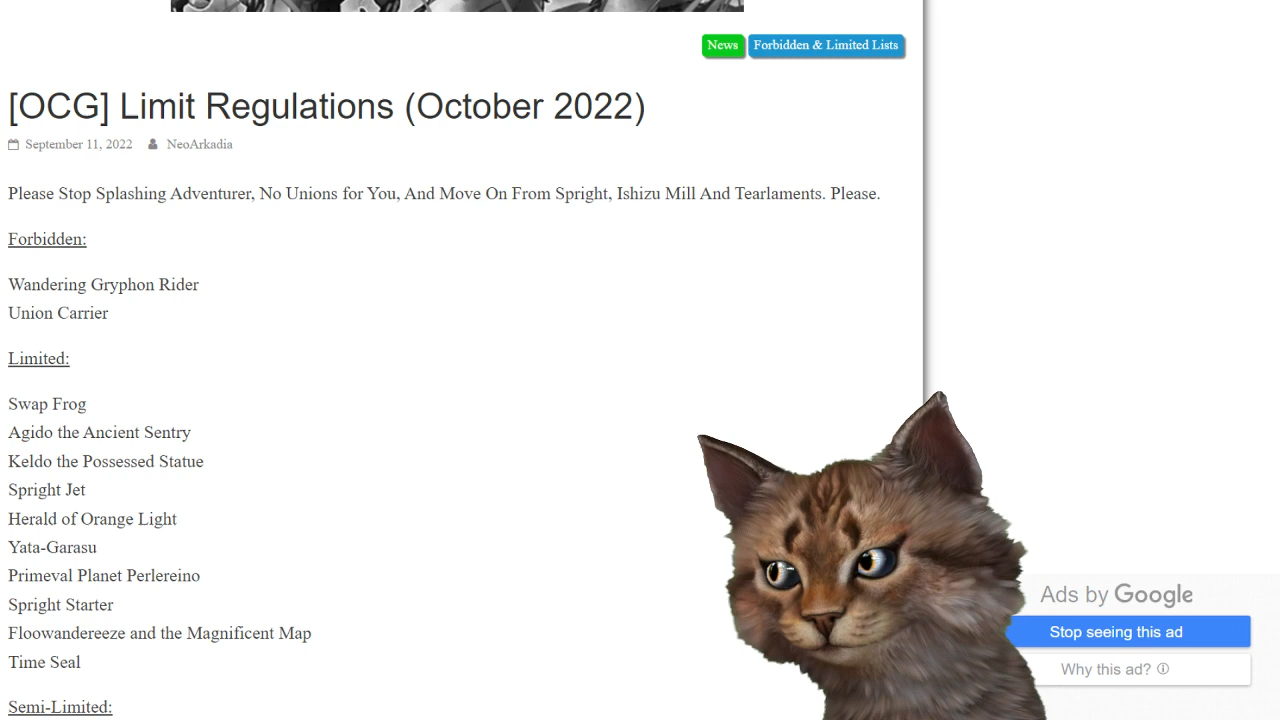 News
Forbidden & Limited Lists
[OCG] Limit Regulations (October 2022)
September 11, 2022 NeoArkadia
Please Stop Splashing Adventurer, No Unions for You, And Move On From Spright, Ishizu Mill And Tearlaments. Please.
Forbidden:
Wandering Gryphon Rider
Union Carrier
Limited:
Swap Frog
Agido the Ancient Sentry
Keldo the Possessed Statue
Spright Jet
Herald of Orange Light
Yata-Garasu
Primeval Planet Perlereino
Spright Starter
Floowandereeze and the Magnificent Map
Time Seal
Semi-Limited:
Ads by Google
Stop seeing this ad
Why this ad?